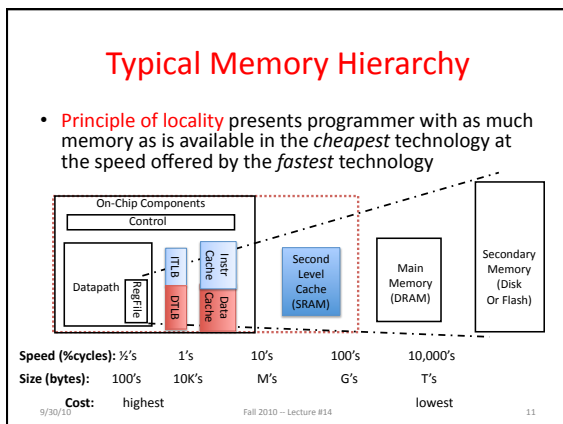 Typical Memory Hierarchy
• Principle of locality presents programmer with as much
memory as is available in the cheapest technology at
the speed offered by the fastest technology
On-Chip Components
Control
Datapath
RegFile
ITLB
DTLB
Instr
Cache
Data
Cache
Second
Level
Cache
(SRAM)
Main
Memory
(DRAM)
Secondary
Memory
(Disk
Or Flash)
Speed (%cycles): ½'s 1's 10's 100's 10,000's
Size (bytes): 100's 10K's M's G's T's
Cost: highest lowest
9/30/10 Fall 2010 -- Lecture #14 11